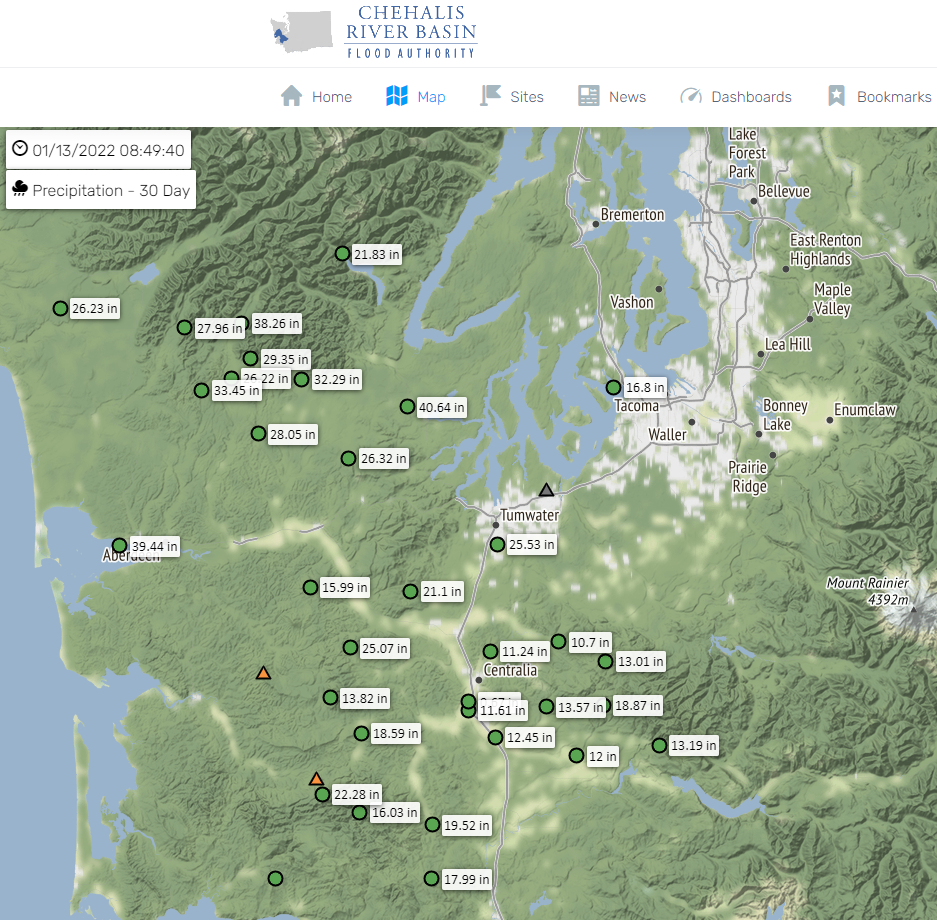 CHEHALIS
RIVER BASIN
FLOOD AUTHORITY
Home
Map
Sites
News
Dashboards
Bookmarks
01/13/2022 08:49:40
Precipitation - 30 Day
Lake
Forest
Park
Bellevue
Bremerton
East Renton
Highlands
21.83 in
Maple
Valley
Vashon
26.23 in
38.26 in
27.96 in
Lea Hill
29.35 in
26.22 in
32.29 in
33.45 in
16.8 in
Tacoma
40.64 in
Bonney
Lake
Enumclaw
28.05 in
Waller
26.32 in
Prairie
Ridge
Tumwater
39.44 in
25.53 in
Mount Rainier
4392m
15.99 in
21.1 in
25.07 in
11.24 in
10.7 in
13.01 in
Centralia
13.82 in
11.61 in
13.57 in
18.87 in
18.59 in
12.45 in
12 in
13.19 in
22.28 in
16.03 in
19.52 in
17.99 in